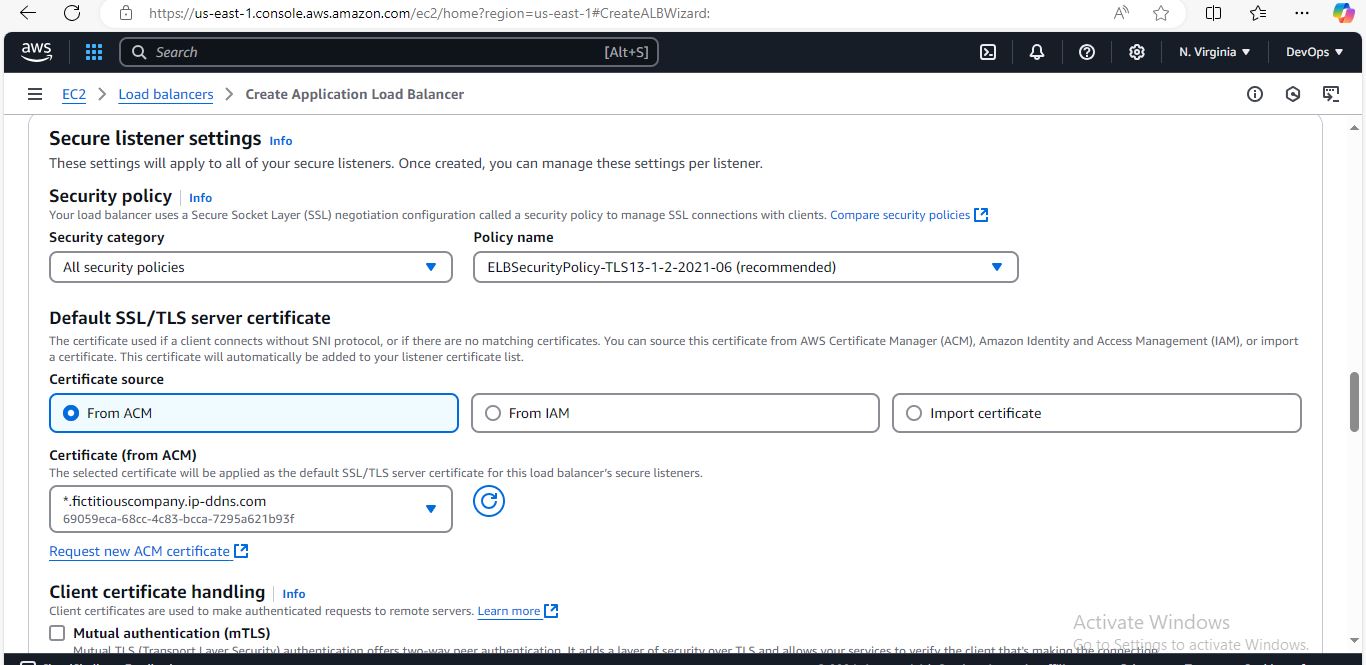 https://us-east-1.console.aws.amazon.com/ec2/home?region=us-east-1#CreateALBWizard:
aws
Search
[Alt+S]
N. Virginia
DevOps
EC2
Load balancers
Create Application Load Balancer
Secure listener settings Info
These settings will apply to all of your secure listeners. Once created, you can manage these settings per listener.
Security policy Info
Your load balancer uses a Secure Socket Layer (SSL) negotiation configuration called a security policy to manage SSL connections with clients. Compare security policies
Security category
Policy name
All security policies
ELBSecurityPolicy-TLS13-1-2-2021-06 (recommended)
Default SSL/TLS server certificate
The certificate used if a client connects without SNI protocol, or if there are no matching certificates. You can source this certificate from AWS Certificate Manager (ACM), Amazon Identity and Access Management (IAM), or import
a certificate. This certificate will automatically be added to your listener certificate list.
Certificate source
From ACM
From IAM
Import certificate
Certificate (from ACM)
The selected certificate will be applied as the default SSL/TLS server certificate for this load balancer's secure listeners.
*.fictitiouscompany.ip-ddns.com
69059eca-68cc-4c83-bcca-7295a621b93f
Request new ACM certificate
Client certificate handling Info
Client certificates are used to make authenticated requests to remote servers. Learn more
Mutual authentication (mTLS)
Mutual TLS (Transport Layer Security) authentication offers two-way peer authentication. It adds a layer of security over TLS and allows your services to verify the client that's making the connection.
Activate Windows
Go to Settings to activate Windows.